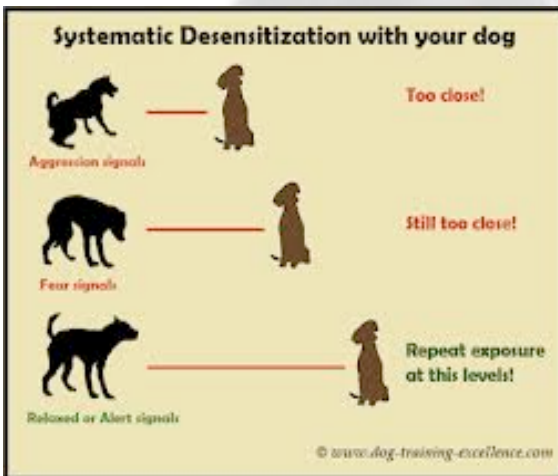 Systematic Desensitization with your dog
Too close!
Aggression signals
Still too close!
Fear signals
Repeat exposure
at this levels!
Relaxed or Alert signals
© www.dog-training-excellence.com